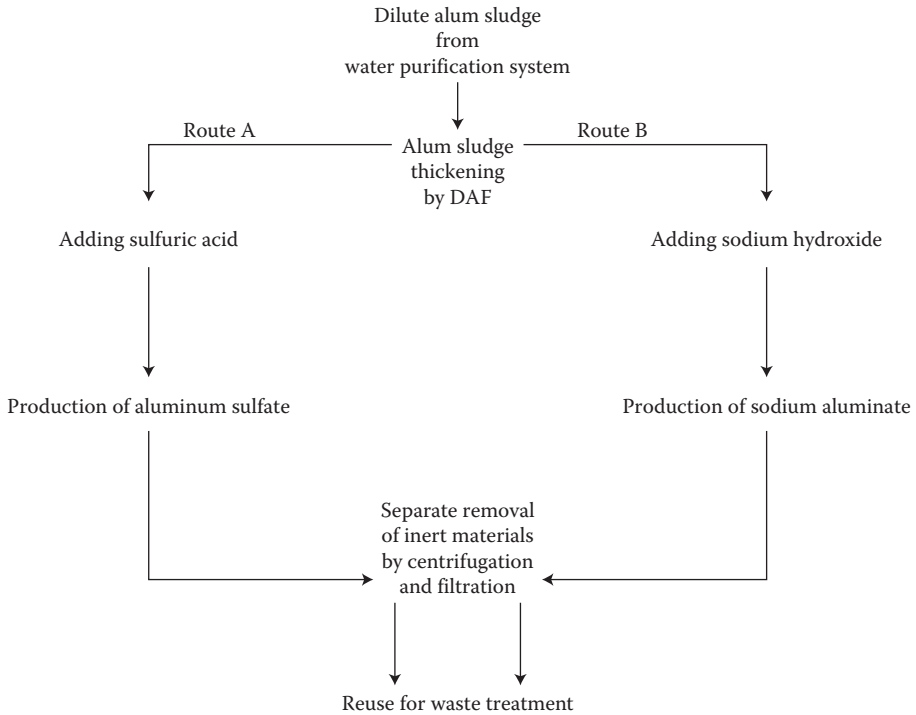 Dilute alum sludge
from
water purification system
Route A
Route B
Alum sludge
thickening
by DAF
Adding sulfuric acid
Adding sodium hydroxide
Production of aluminum sulfate
Production of sodium aluminate
Separate removal
of inert materials
by centrifugation
and filtration
Reuse for waste treatment